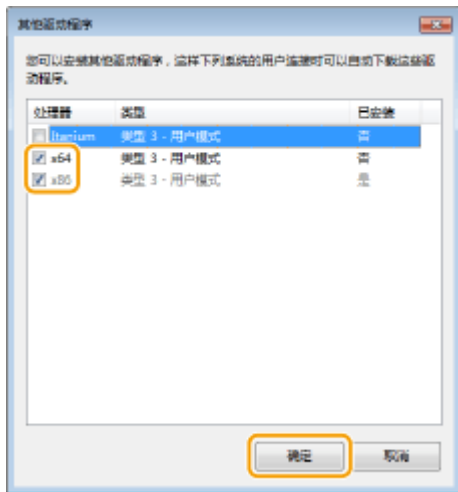 其他驱动程序
您可以安装其他驱动程序，这样下列系统的用户连接时可以自动下载这些驱
动程序。
处理器 类型 已安装
Itanium 类型 3 - 用户模式 否
x64 类型 3 - 用户模式 否
x86 类型 3 - 用户模式 是
确定 取消